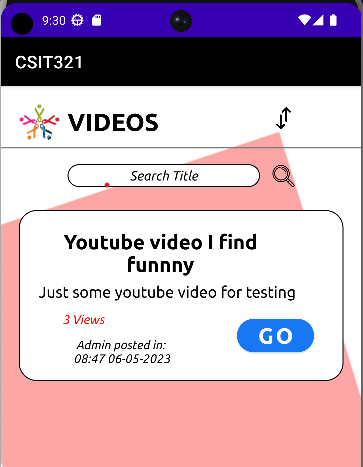 9:30
CSIT321
VIDEOS
Search Title
Youtube video I find
funnny
Just some youtube video for testing
3 Views
Admin posted in:
08:47 06-05-2023
GO